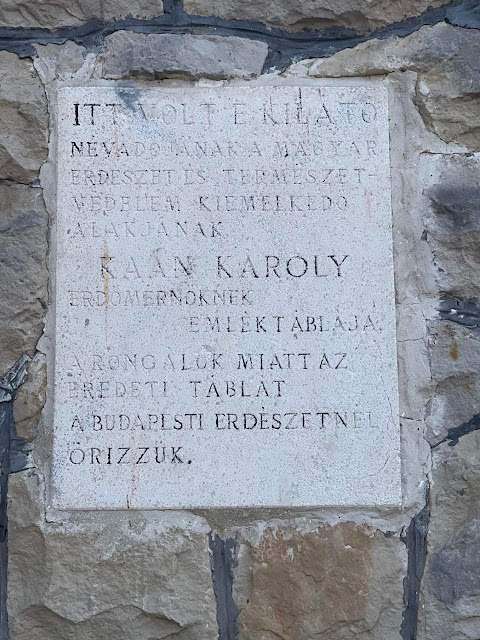 ITT VOLT E KILÁTÓ
NÉVADÓJÁNAK A MAGYAR
ERDÉSZET ÉS TERMÉSZET-
VÉDELEM KIEMELKEDŐ
ALAKJÁNAK
KAÁN KÁROLY
ERDŐMÉRNÖKNEK
EMLÉKTÁBLÁJA.
A RONGÁLÓK MIATT AZ
EREDETI TÁBLÁT
A BUDAPESTI ERDÉSZETNÉL
ŐRIZZÜK.